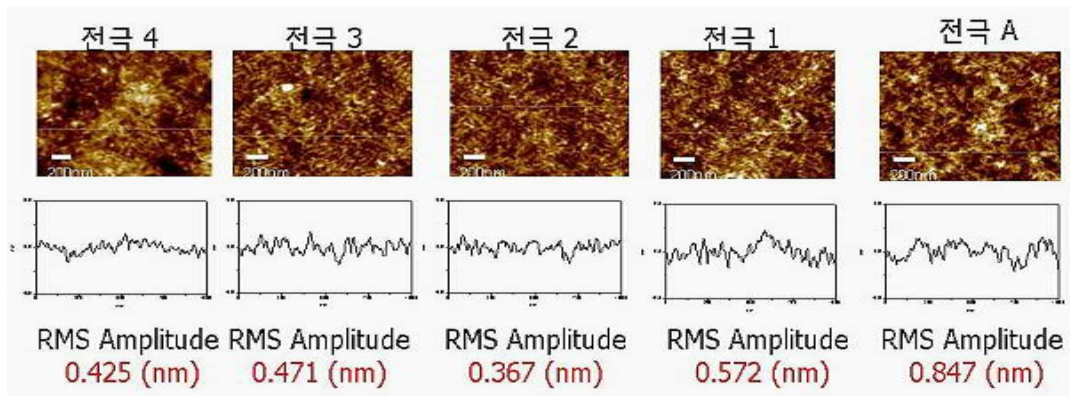 전극 4
전극 3
전극 2
전극 1
전극 A
200nm
200nm
200nm
200nm
200nm
RMS Amplitude
RMS Amplitude
RMS Amplitude
RMS Amplitude
RMS Amplitude
0.425 (nm)
0.471 (nm)
0.367 (nm)
0.572 (nm)
0.847 (nm)